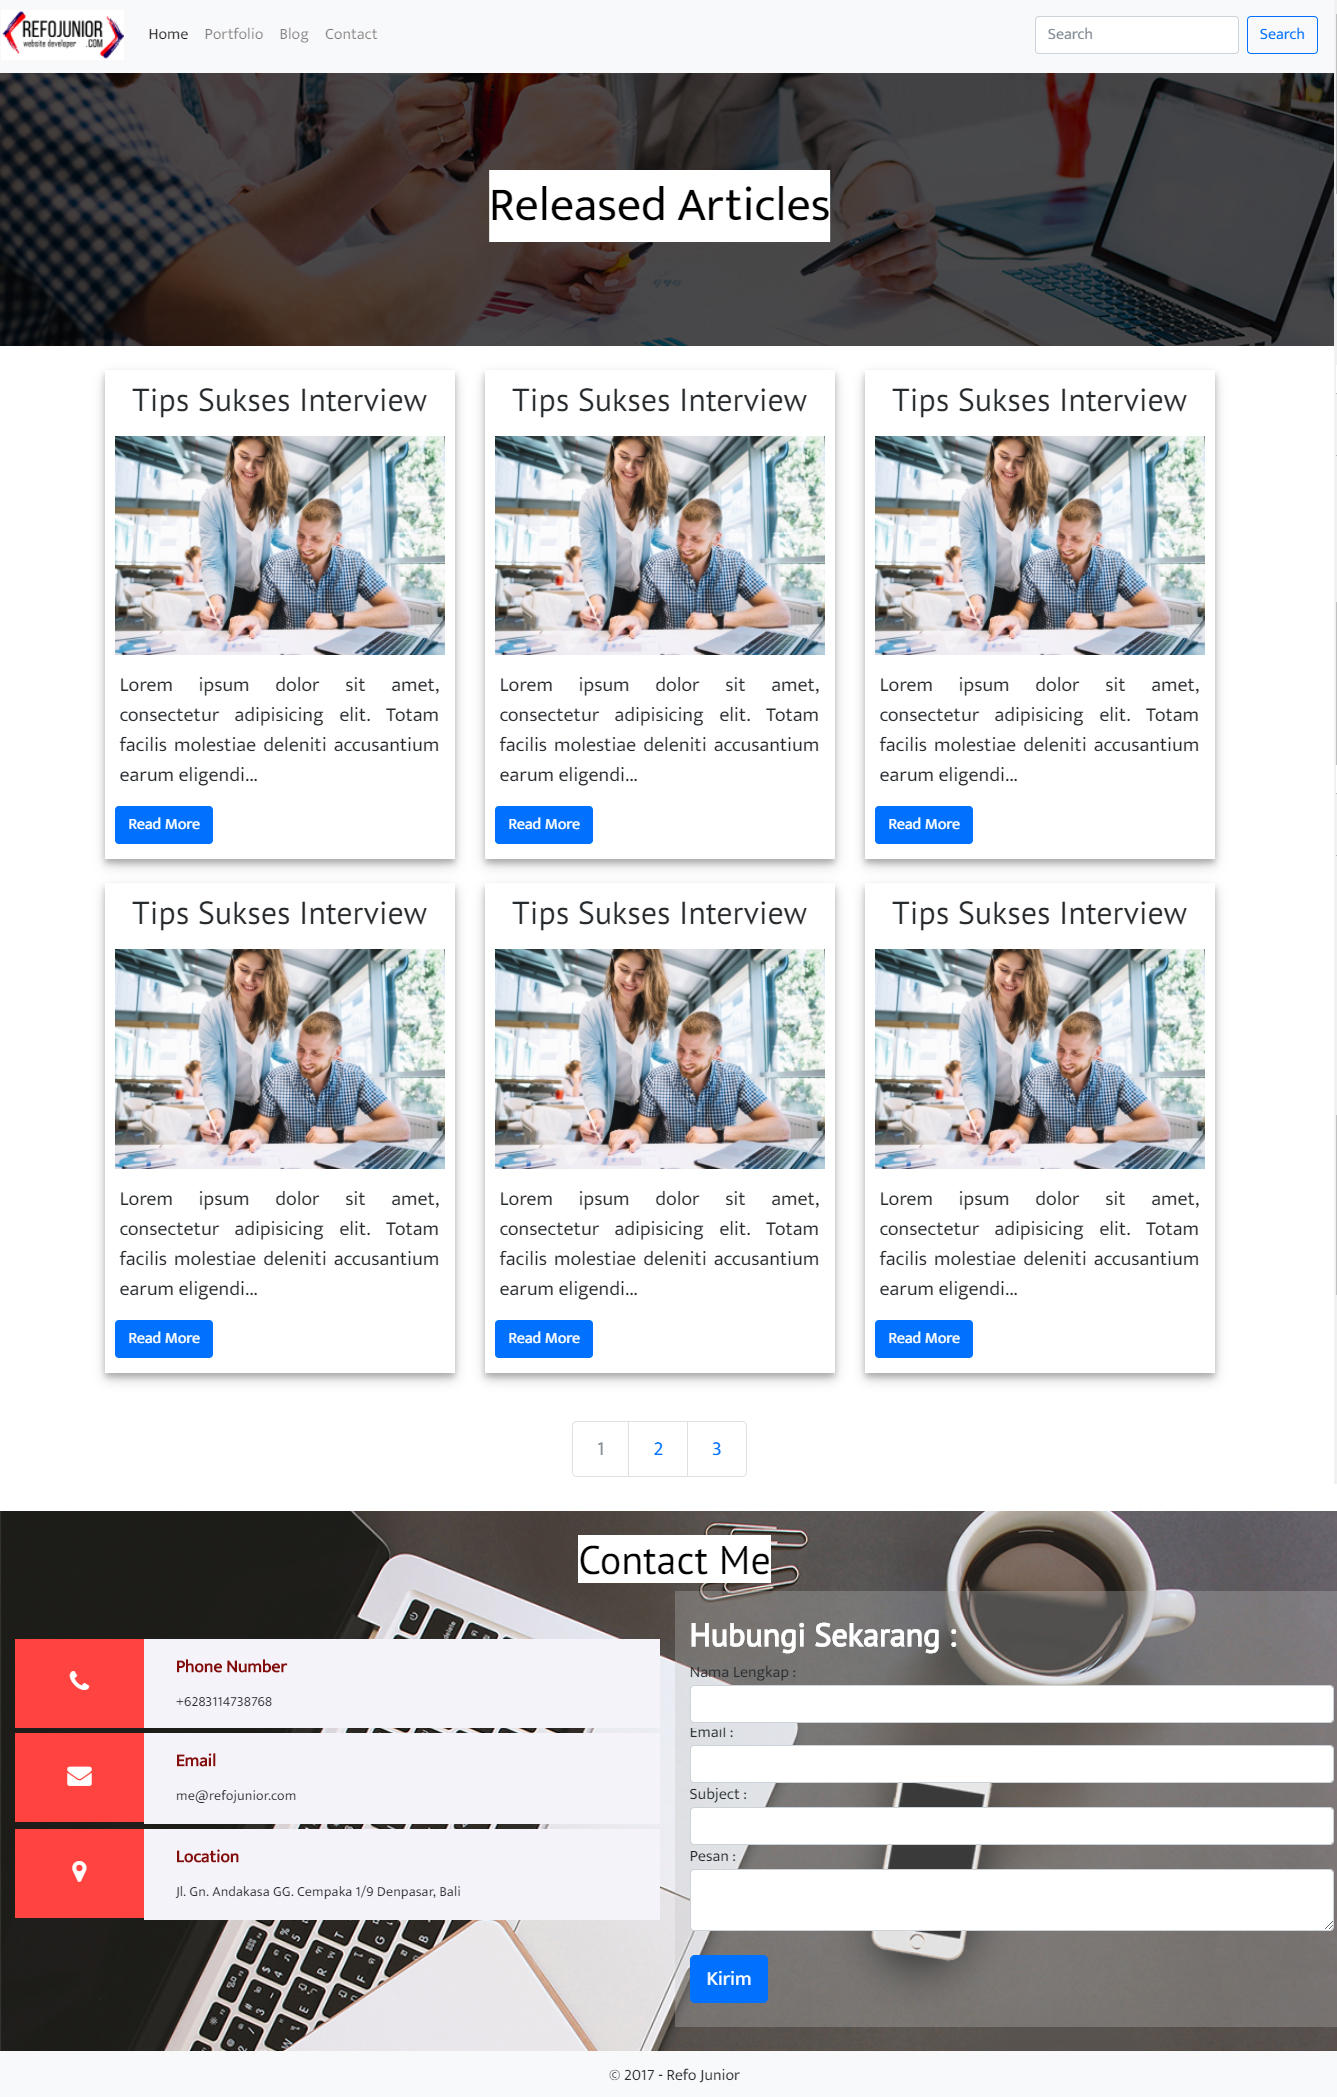 REFOJUNIOR
website developer .COM
Home Portfolio Blog Contact
Search Search
Released Articles
Tips Sukses Interview Tips Sukses Interview Tips Sukses Interview
Lorem ipsum dolor sit amet,
consectetur adipisicing elit. Totam
facilis molestiae deleniti accusantium
earum eligendi...
Read More
Lorem ipsum dolor sit amet,
consectetur adipisicing elit. Totam
facilis molestiae deleniti accusantium
earum eligendi...
Read More
Lorem ipsum dolor sit amet,
consectetur adipisicing elit. Totam
facilis molestiae deleniti accusantium
earum eligendi...
Read More
Tips Sukses Interview Tips Sukses Interview Tips Sukses Interview
Lorem ipsum dolor sit amet,
consectetur adipisicing elit. Totam
facilis molestiae deleniti accusantium
earum eligendi...
Read More
Lorem ipsum dolor sit amet,
consectetur adipisicing elit. Totam
facilis molestiae deleniti accusantium
earum eligendi...
Read More
Lorem ipsum dolor sit amet,
consectetur adipisicing elit. Totam
facilis molestiae deleniti accusantium
earum eligendi...
Read More
1 2 3
Contact Me
Phone Number
+6283114738768
Email
me@refojunior.com
Location
Jl. Gn. Andakasa GG. Cempaka 1/9 Denpasar, Bali
Hubungi Sekarang :
Nama Lengkap :
Email :
Subject :
Pesan :
Kirim
© 2017 - Refo Junior